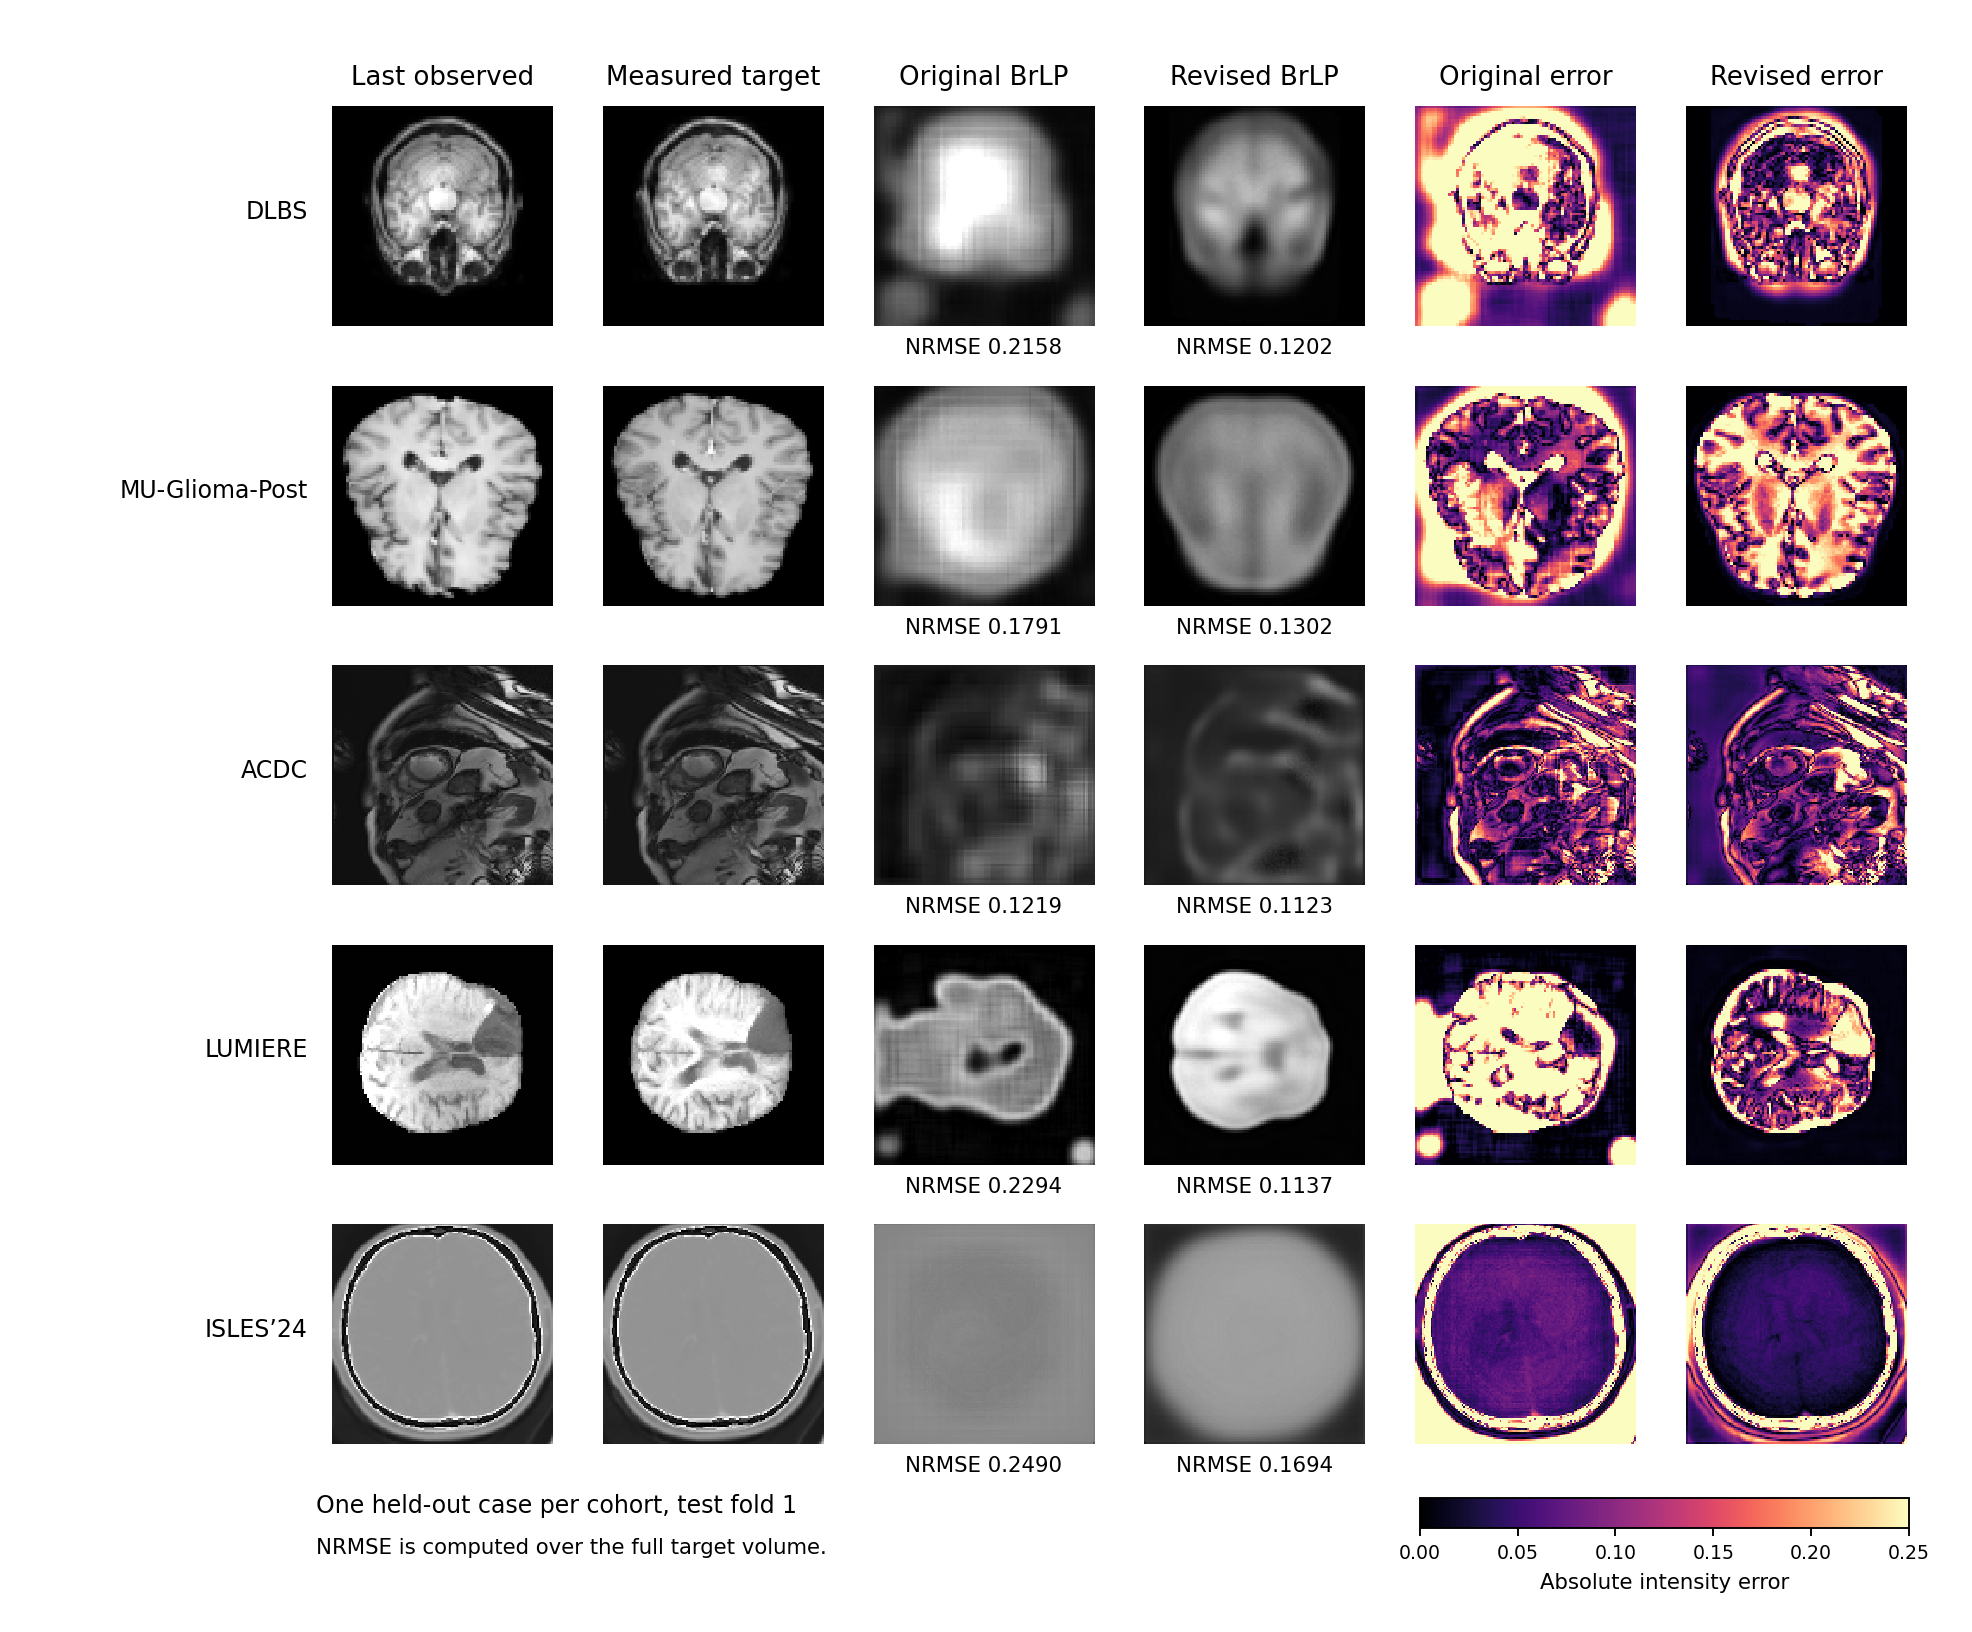 Last observed
Measured target
Original BrLP
Revised BrLP
Original error
Revised error
DLBS
NRMSE 0.2158
NRMSE 0.1202
MU-Glioma-Post
NRMSE 0.1791
NRMSE 0.1302
ACDC
NRMSE 0.1219
NRMSE 0.1123
LUMIERE
NRMSE 0.2294
NRMSE 0.1137
ISLES’24
NRMSE 0.2490
NRMSE 0.1694
One held-out case per cohort, test fold 1
NRMSE is computed over the full target volume.
0.00
0.05
0.10
0.15
0.20
0.25
Absolute intensity error